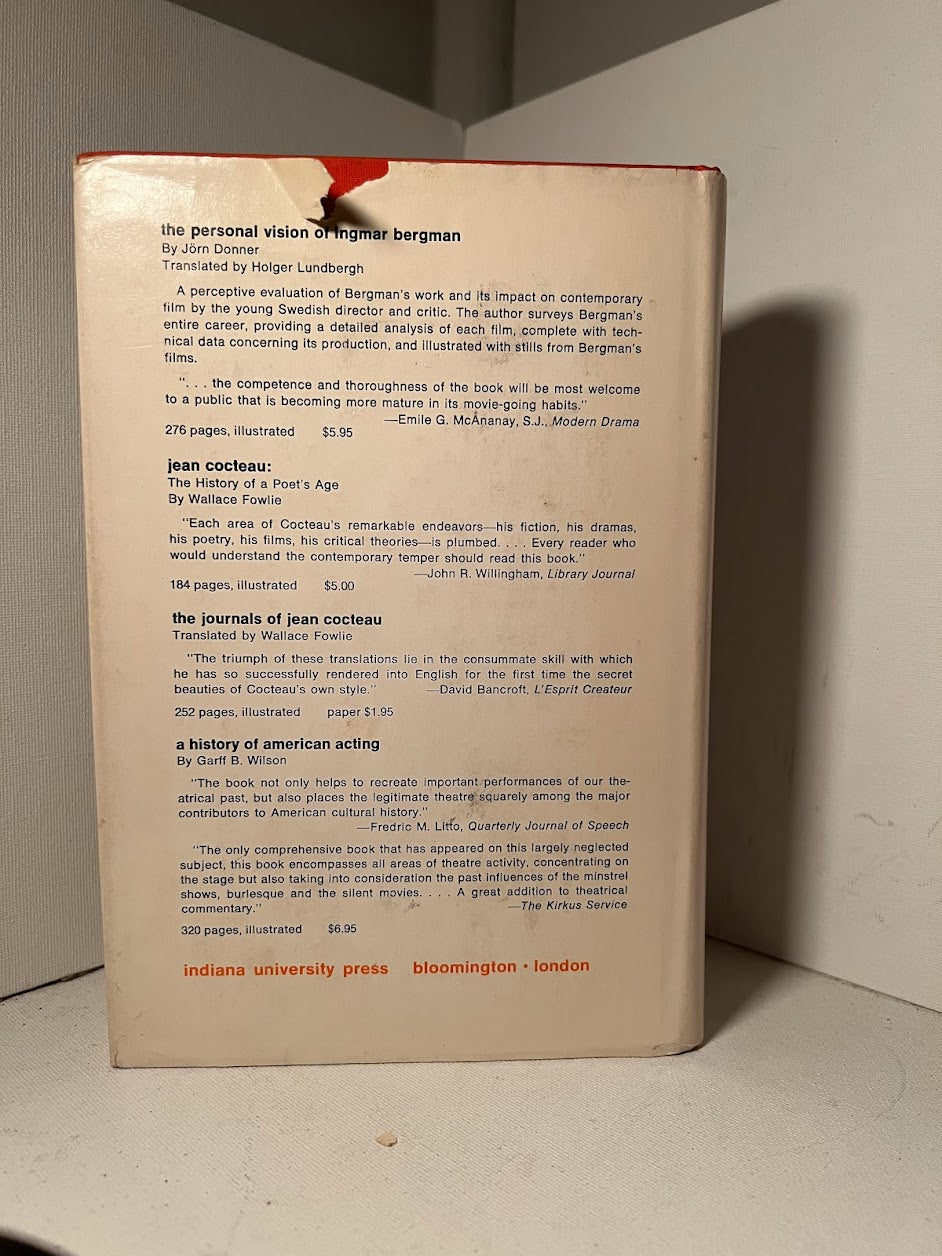 the personal vision of ingmar bergman
By Jörn Donner
Translated by Holger Lundbergh
A perceptive evaluation of Bergman's work and its impact on contemporary
film by the young Swedish director and critic. The author surveys Bergman's
entire career, providing a detailed analysis of each film, complete with tech-
nical data concerning its production, and illustrated with stills from Bergman's
films.
". . . the competence and thoroughness of the book will be most welcome
to a public that is becoming more mature in its movie-going habits."
—Emile G. McAnanay, S.J., Modern Drama
276 pages, illustrated $5.95
jean cocteau:
The History of a Poet's Age
By Wallace Fowlie
"Each area of Cocteau's remarkable endeavors—his fiction, his dramas,
his poetry, his films, his critical theories—is plumbed. . . . Every reader who
would understand the contemporary temper should read this book."
—John R. Willingham, Library Journal
184 pages, illustrated $5.00
the journals of jean cocteau
Translated by Wallace Fowlie
"The triumph of these translations lie in the consummate skill with which
he has so successfully rendered into English for the first time the secret
beauties of Cocteau's own style." —David Bancroft, L'Esprit Createur
252 pages, illustrated paper $1.95
a history of american acting
By Garff B. Wilson
"The book not only helps to recreate important performances of our the-
atrical past, but also places the legitimate theatre squarely among the major
contributors to American cultural history."
—Fredric M. Litto, Quarterly Journal of Speech
"The only comprehensive book that has appeared on this largely neglected
subject, this book encompasses all areas of theatre activity, concentrating on
the stage but also taking into consideration the past influences of the minstrel
shows, burlesque and the silent movies. . . . A great addition to theatrical
commentary." —The Kirkus Service
320 pages, illustrated $6.95
indiana university press bloomington • london